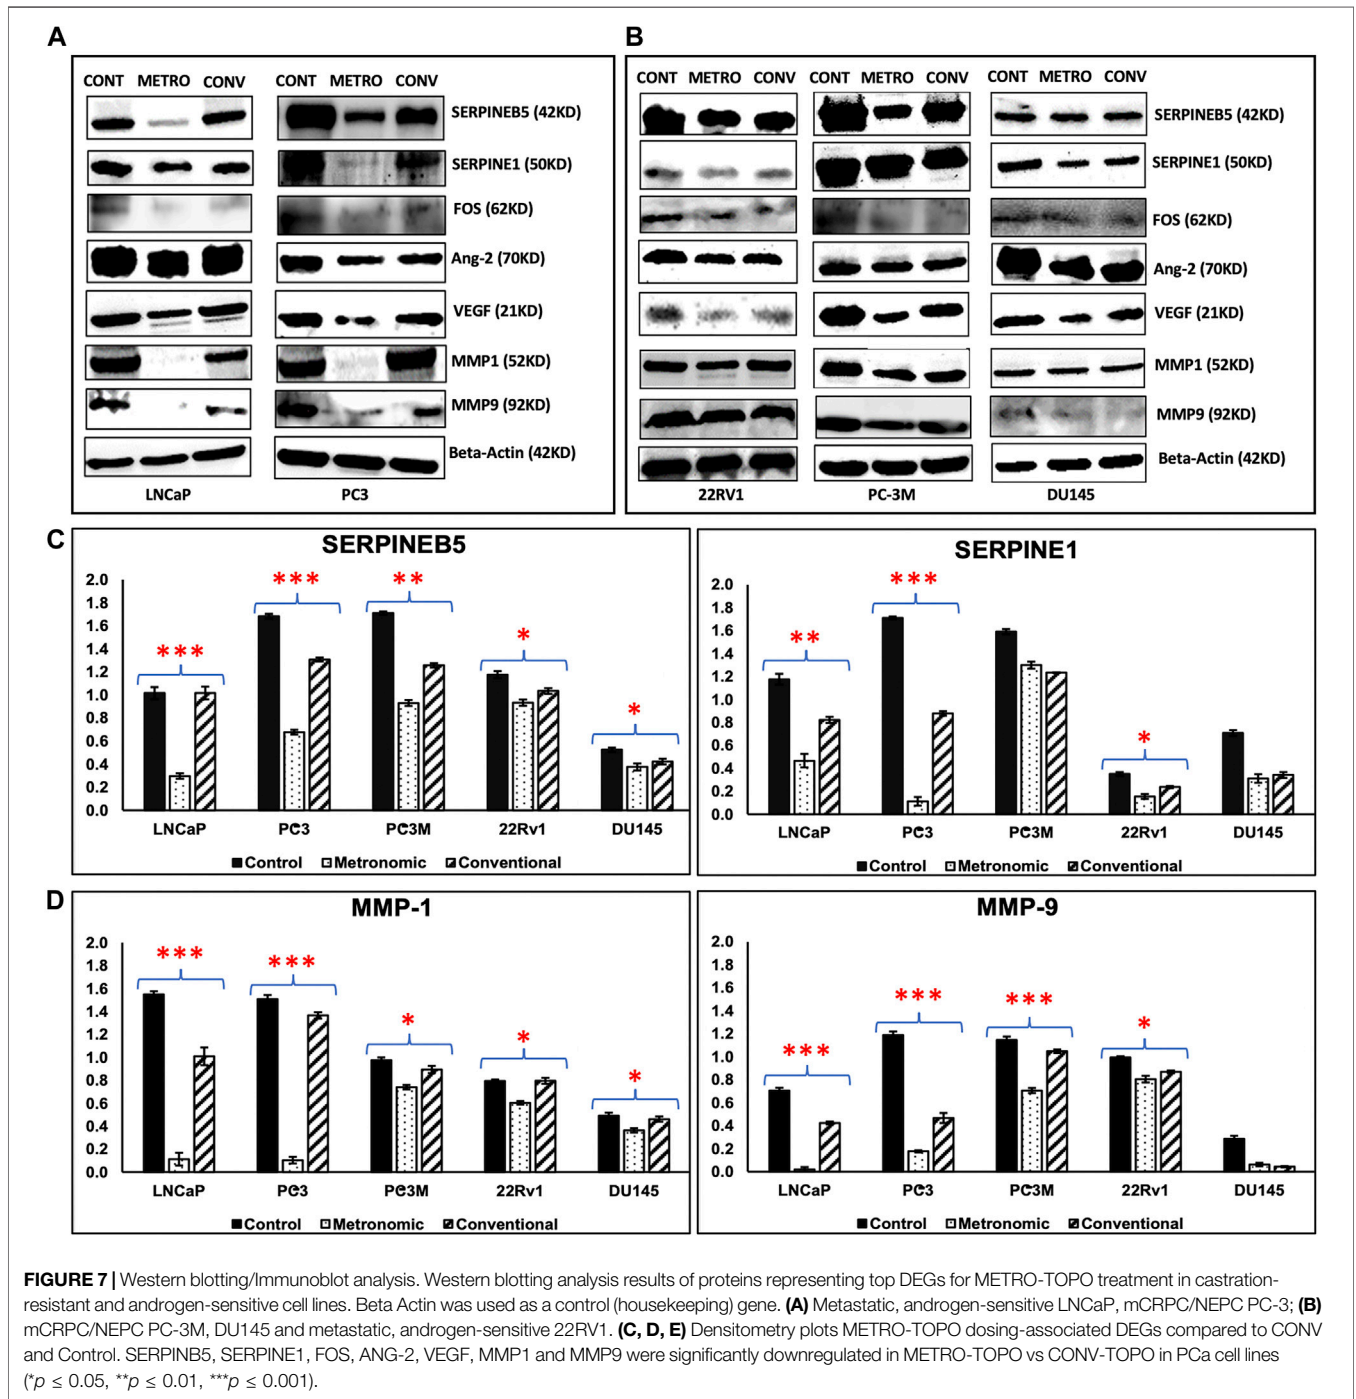 A
CONT METRO CONV CONT METRO CONV
SERPINEB5 (42KD)
SERPINE1 (50KD)
FOS (62KD)
Ang-2 (70KD)
VEGF (21KD)
MMP1 (52KD)
MMP9 (92KD)
Beta-Actin (42KD)
LNCaP PC3
B
CONT METRO CONV CONT METRO CONV CONT METRO CONV
SERPINEB5 (42KD)
SERPINE1 (50KD)
FOS (62KD)
Ang-2 (70KD)
VEGF (21KD)
MMP1 (52KD)
MMP9 (92KD)
Beta-Actin (42KD)
22RV1 PC-3M DU145
C
SERPINEB5
2.0
1.8
1.6
1.4
1.2
1.0
0.8
0.6
0.4
0.2
0.0
*** *** ** * *
LNCaP PC3 PC3M 22Rv1 DU145
Control Metronomic Conventional
SERPINE1
2.0
1.8
1.6
1.4
1.2
1.0
0.8
0.6
0.4
0.2
0.0
** *** *
LNCaP PC3 PC3M 22Rv1 DU145
Control Metronomic Conventional
D
MMP-1
2.0
1.8
1.6
1.4
1.2
1.0
0.8
0.6
0.4
0.2
0.0
*** *** * * *
LNCaP PC3 PC3M 22Rv1 DU145
Control Metronomic Conventional
MMP-9
2.0
1.8
1.6
1.4
1.2
1.0
0.8
0.6
0.4
0.2
0.0
*** *** *** *
LNCaP PC3 PC3M 22Rv1 DU145
Control Metronomic Conventional
FIGURE 7 | Western blotting/Immunoblot analysis. Western blotting analysis results of proteins representing top DEGs for METRO-TOPO treatment in castration-
resistant and androgen-sensitive cell lines. Beta Actin was used as a control (housekeeping) gene. (A) Metastatic, androgen-sensitive LNCaP, mCRPC/NEPC PC-3; (B)
mCRPC/NEPC PC-3M, DU145 and metastatic, androgen-sensitive 22RV1. (C, D, E) Densitometry plots METRO-TOPO dosing-associated DEGs compared to CONV
and Control. SERPINB5, SERPINE1, FOS, ANG-2, VEGF, MMP1 and MMP9 were significantly downregulated in METRO-TOPO vs CONV-TOPO in PCa cell lines
(*p ≤ 0.05, **p ≤ 0.01, ***p ≤ 0.001).